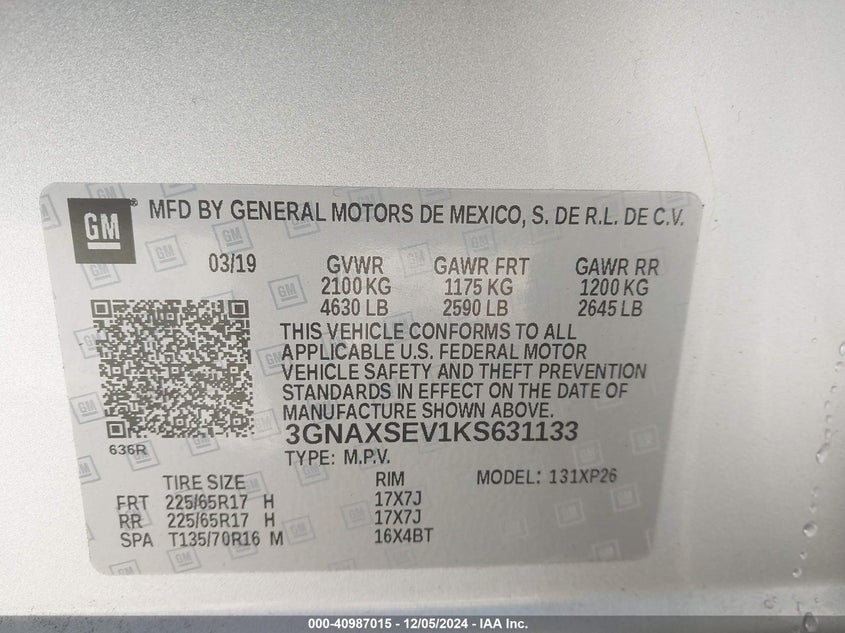 GM ® MFD BY GENERAL MOTORS DE MEXICO, S. DE R.L. DE C.V.
03/19 GVWR GAWR FRT GAWR RR
2100 KG 1175 KG 1200 KG
4630 LB 2590 LB 2645 LB
THIS VEHICLE CONFORMS TO ALL
APPLICABLE U.S. FEDERAL MOTOR
VEHICLE SAFETY AND THEFT PREVENTION
STANDARDS IN EFFECT ON THE DATE OF
MANUFACTURE SHOWN ABOVE.
3GNAXSEV1KS631133
636R
TYPE: M.P.V.
TIRE SIZE RIM MODEL: 131XP26
FRT 225/65R17 H 17X7J
RR 225/65R17 H 17X7J
SPA T135/70R16 M 16X4BT
000-40987015 - 12/05/2024 - IAA Inc.